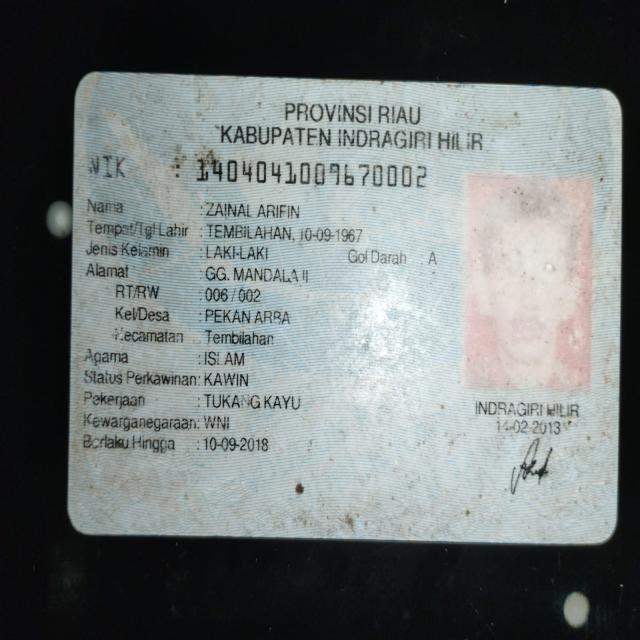 PROVINSI RIAU
KABUPATEN INDRAGIRI HILIR
NIK : 1404041009670002
Nama : ZAINAL ARIFIN
Tempat/Tgl Lahir : TEMBILAHAN, 10-09-1967
Jenis Kelamin : LAKI-LAKI Gol Darah : A
Alamat : GG. MANDALA II
RT/RW : 006 / 002
Kel/Desa : PEKAN ARBA
Kecamatan : Tembilahan
Agama : ISLAM
Status Perkawinan : KAWIN
Pekerjaan : TUKANG KAYU
Kewarganegaraan : WNI
Berlaku Hingga : 10-09-2018
INDRAGIRI HILIR
14-02-2013